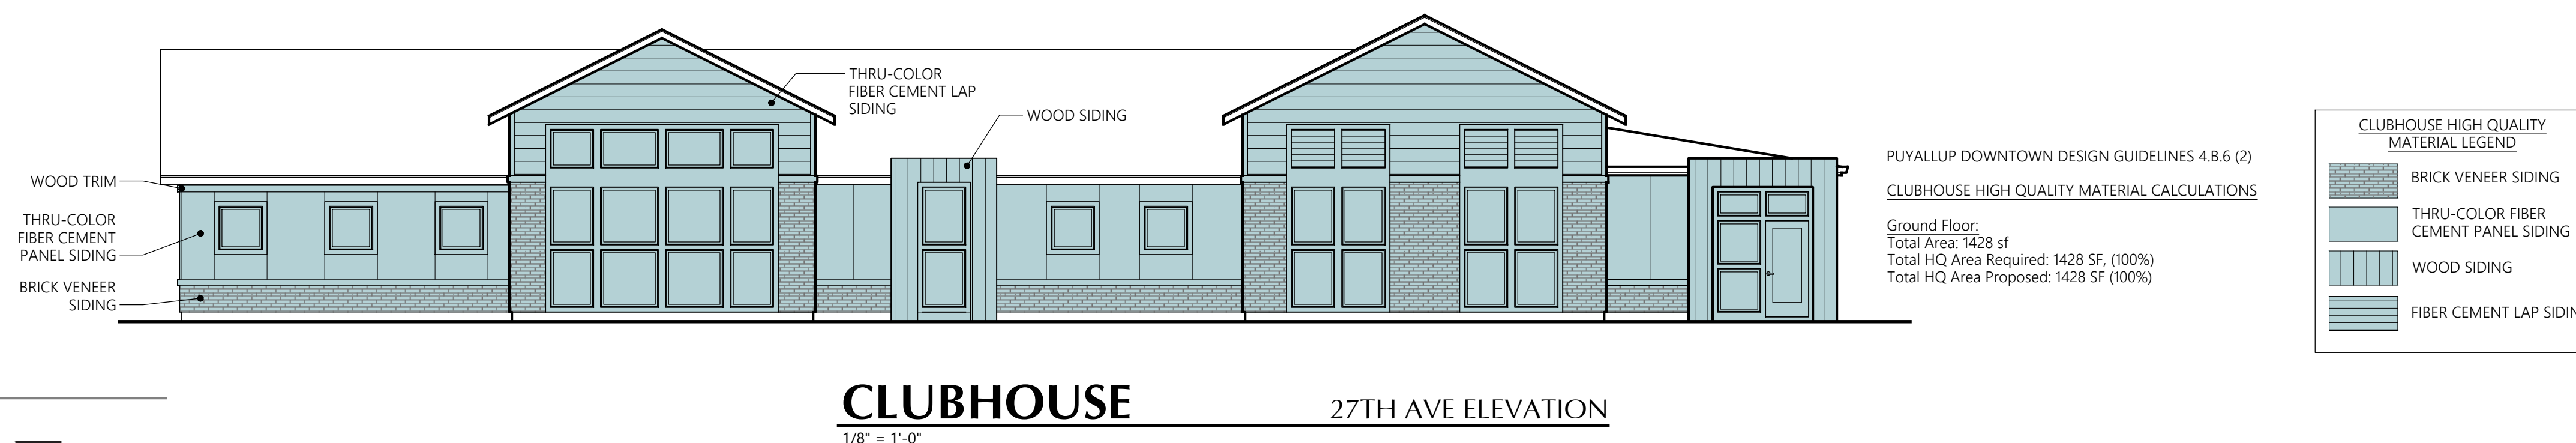 THRU-COLOR
FIBER CEMENT LAP
SIDING
WOOD SIDING
WOOD TRIM
THRU-COLOR
FIBER CEMENT
PANEL SIDING
BRICK VENEER
SIDING
PUYALLUP DOWNTOWN DESIGN GUIDELINES 4.B.6 (2)
CLUBHOUSE HIGH QUALITY MATERIAL CALCULATIONS
Ground Floor:
Total Area: 1428 sf
Total HQ Area Required: 1428 SF, (100%)
Total HQ Area Proposed: 1428 SF (100%)
CLUBHOUSE HIGH QUALITY
MATERIAL LEGEND
BRICK VENEER SIDING
THRU-COLOR FIBER
CEMENT PANEL SIDING
WOOD SIDING
FIBER CEMENT LAP
CLUBHOUSE
27TH AVE ELEVATION
1/8" = 1'-0"